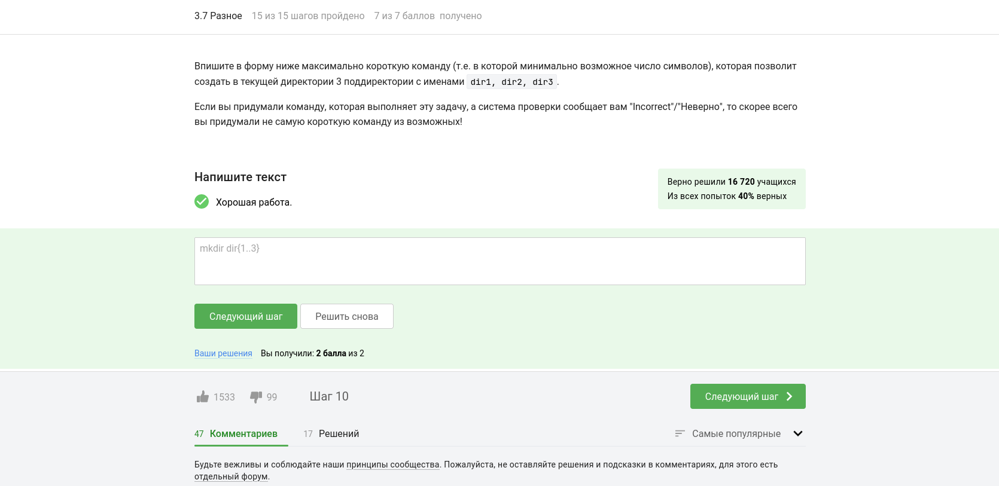 3.7 Разное 15 из 15 шагов пройдено 7 из 7 баллов получено
Впишите в форму ниже максимально короткую команду (т.е. в которой минимально возможное число символов), которая позволит
создать в текущей директории 3 поддиректории с именами dir1, dir2, dir3.
Если вы придумали команду, которая выполняет эту задачу, а система проверки сообщает вам "Incorrect"/"Неверно", то скорее всего
вы придумали не самую короткую команду из возможных!
Напишите текст
Верно решили 16 720 учащихся
Из всех попыток 40% верных
Хорошая работа.
mkdir dir{1..3}
Следующий шаг Решить снова
Ваши решения Вы получили: 2 балла из 2
1533 99 Шаг 10 Следующий шаг
47 Комментариев 17 Решений Самые популярные
Будьте вежливы и соблюдайте наши принципы сообщества. Пожалуйста, не оставляйте решения и подсказки в комментариях, для этого есть
отдельный форум.